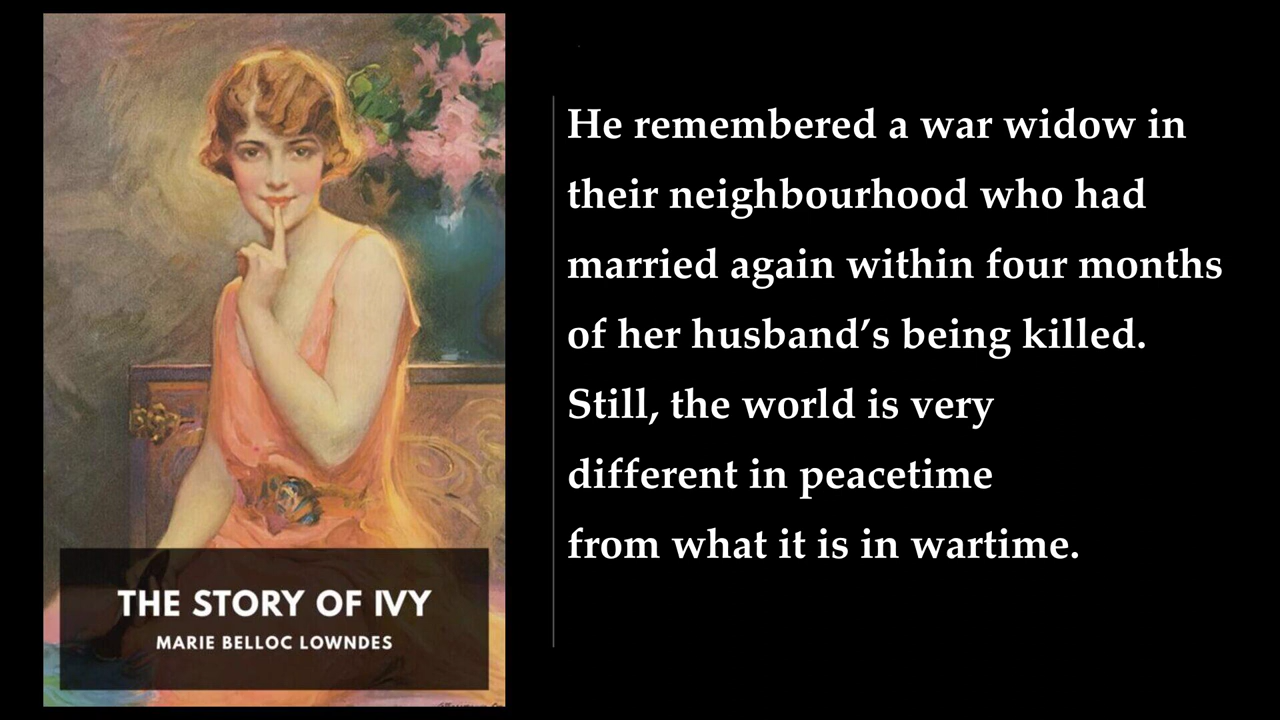 THE STORY OF IVY
MARIE BELLOC LOWNDES
He remembered a war widow in
their neighbourhood who had
married again within four months
of her husband’s being killed.
Still, the world is very
different in peacetime
from what it is in wartime.